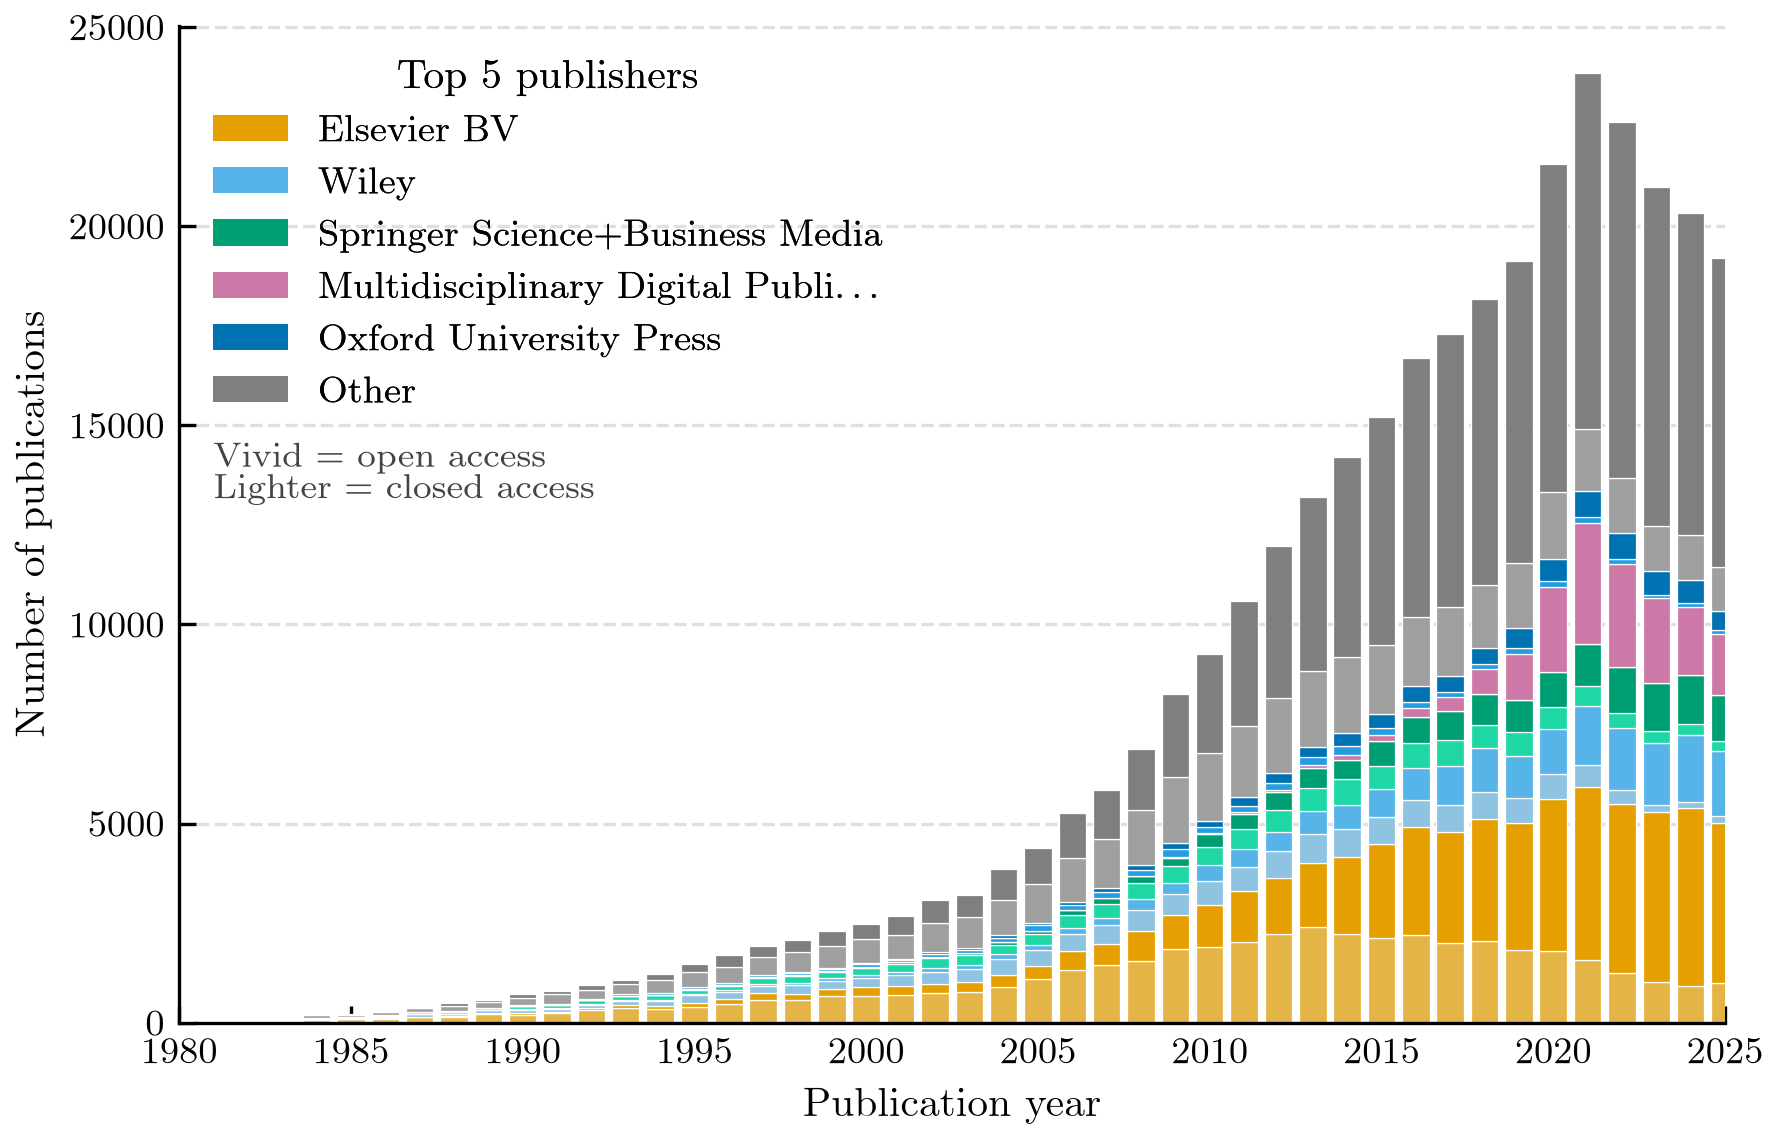 25000
20000
15000
10000
5000
0
Number of publications
Top 5 publishers
Elsevier BV
Wiley
Springer Science+Business Media
Multidisciplinary Digital Publi...
Oxford University Press
Other
Vivid = open access
Lighter = closed access
1980 1985 1990 1995 2000 2005 2010 2015 2020 2025
Publication year